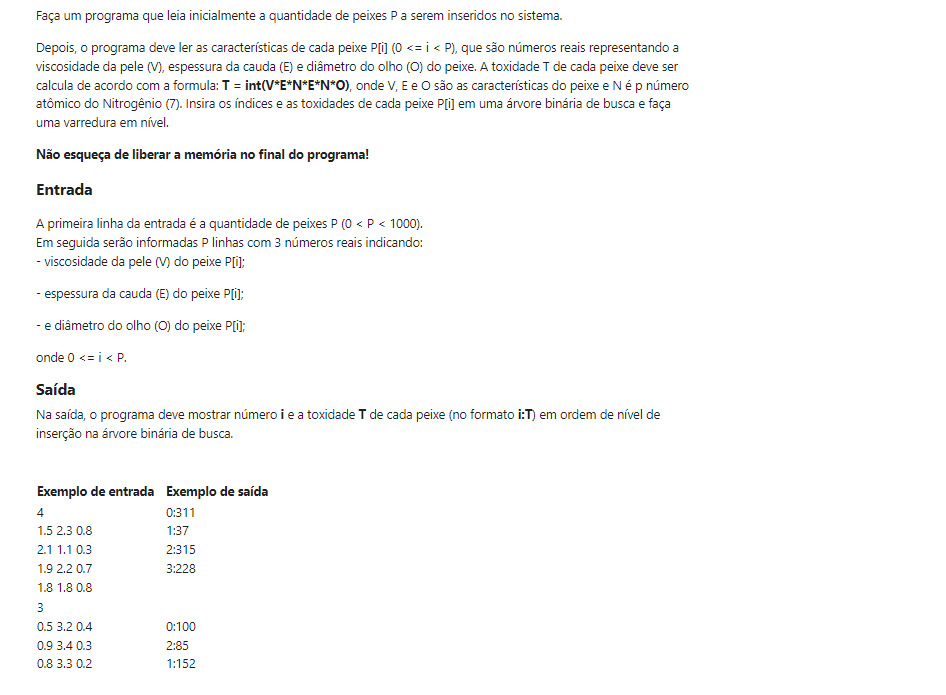 Faça um programa que leia inicialmente a quantidade de peixes P a serem inseridos no sistema.
Depois, o programa deve ler as características de cada peixe P[i] (0 <= i < P), que são números reais representando a
viscosidade da pele (V), espessura da cauda (E) e diâmetro do olho (O) do peixe. A toxidade T de cada peixe deve ser
calcula de acordo com a formula: T = int(V*E*N*E*N*O), onde V, E e O são as características do peixe e N é p número
atômico do Nitrogênio (7). Insira os índices e as toxidades de cada peixe P[i] em uma árvore binária de busca e faça
uma varredura em nível.
Não esqueça de liberar a memória no final do programa!
Entrada
A primeira linha da entrada é a quantidade de peixes P (0 < P < 1000).
Em seguida serão informadas P linhas com 3 números reais indicando:
- viscosidade da pele (V) do peixe P[i];
- espessura da cauda (E) do peixe P[i];
- e diâmetro do olho (O) do peixe P[i];
onde 0 <= i < P.
Saída
Na saída, o programa deve mostrar número i e a toxidade T de cada peixe (no formato i:T) em ordem de nível de
inserção na árvore binária de busca.
Exemplo de entrada Exemplo de saída
4 0:311
1.5 2.3 0.8 1:37
2.1 1.1 0.3 2:315
1.9 2.2 0.7 3:228
1.8 1.8 0.8
3
0.5 3.2 0.4 0:100
0.9 3.4 0.3 2:85
0.8 3.3 0.2 1:152